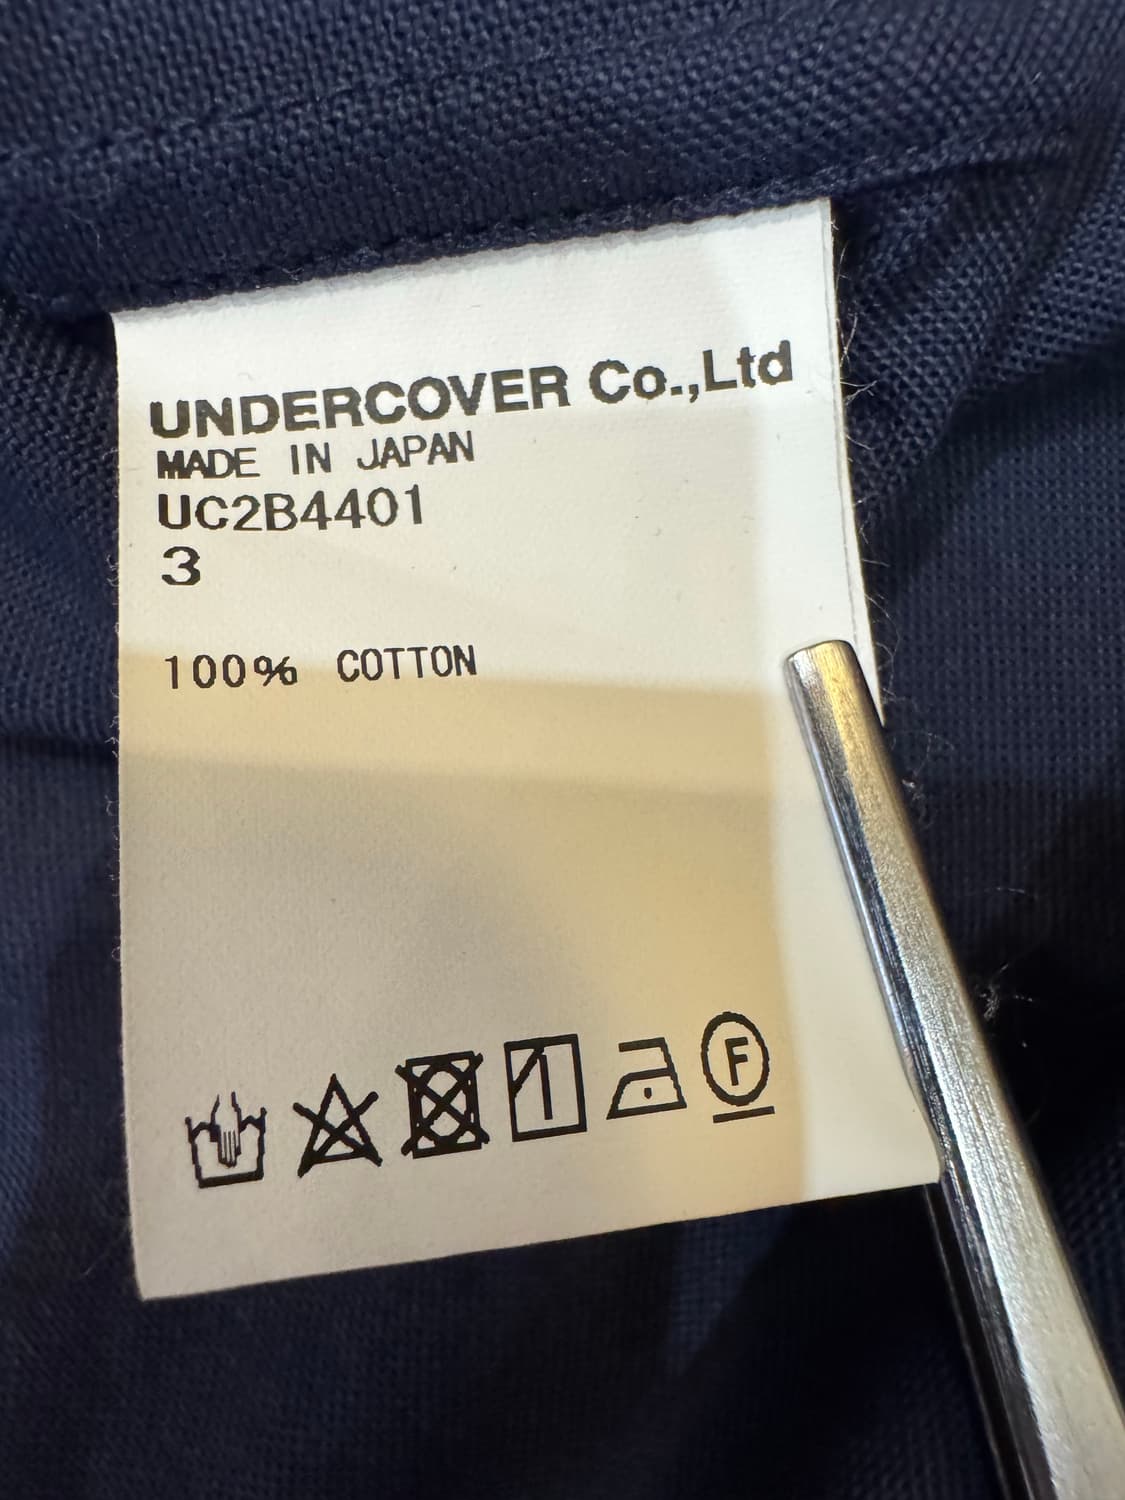 UNDERCOVER Co.,Ltd
MADE IN JAPAN
UC2B4401
3
100% COTTON
F